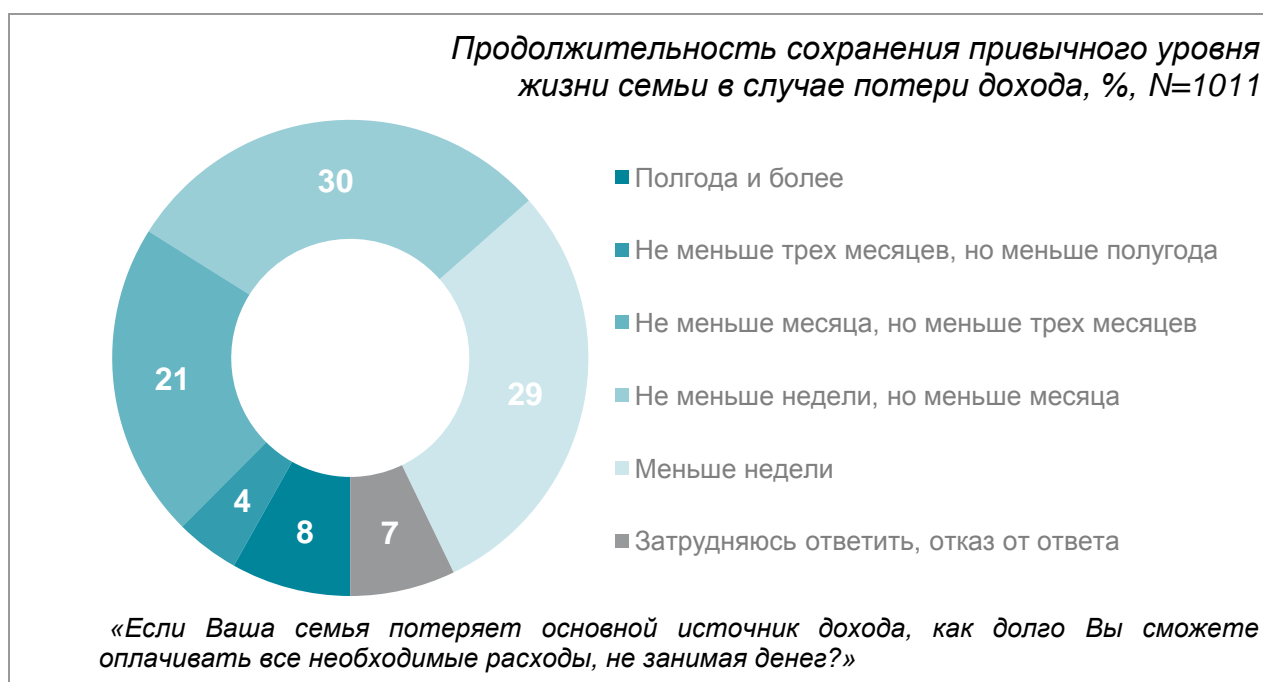 Продолжительность сохранения привычного уровня
жизни семьи в случае потери дохода, %, N=1011
30
21
29
4
8
7
Полгода и более
Не меньше трех месяцев, но меньше полугода
Не меньше месяца, но меньше трех месяцев
Не меньше недели, но меньше месяца
Меньше недели
Затрудняюсь ответить, отказ от ответа
«Если Ваша семья потеряет основной источник дохода, как долго Вы сможете
оплачивать все необходимые расходы, не занимая денег?»